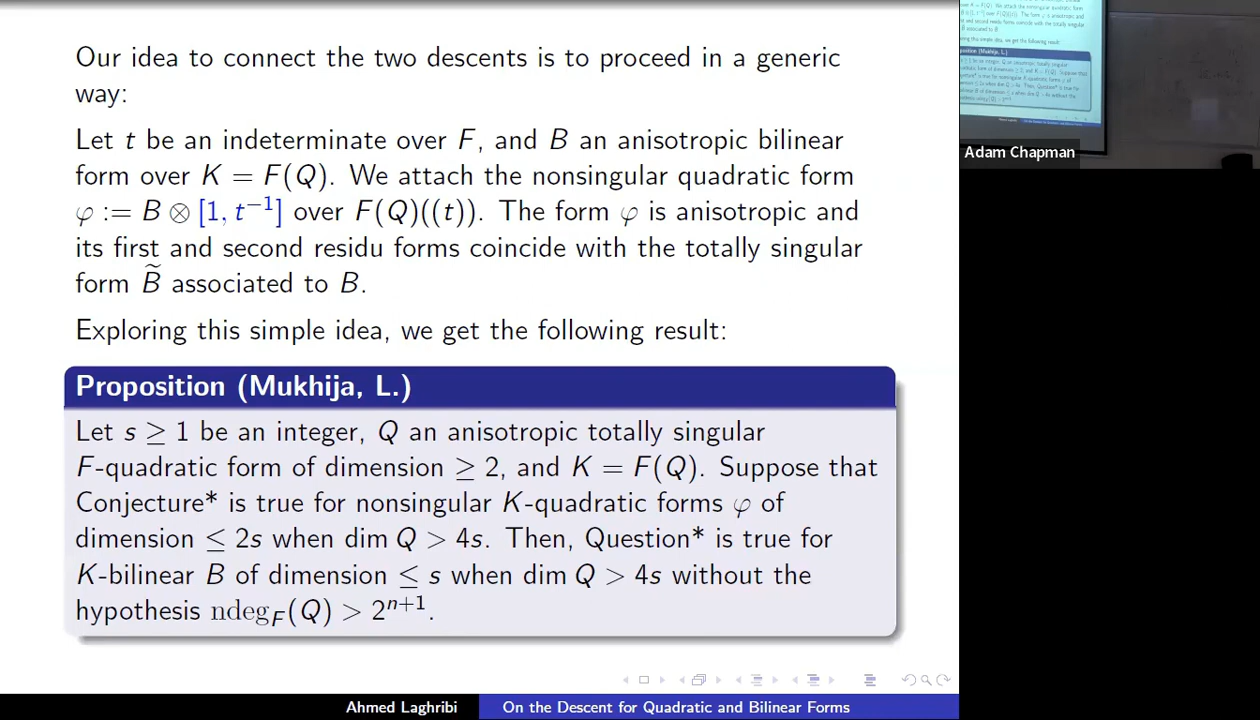 Our idea to connect the two descents is to proceed in a generic
way:
Let t be an indeterminate over F, and B an anisotropic bilinear
form over K = F(Q). We attach the nonsingular quadratic form
φ := B ⊗ [1, t⁻¹] over F(Q)((t)). The form φ is anisotropic and
its first and second residu forms coincide with the totally singular
form B̃ associated to B.
Exploring this simple idea, we get the following result:
Proposition (Mukhija, L.)
Let s ≥ 1 be an integer, Q an anisotropic totally singular
F-quadratic form of dimension ≥ 2, and K = F(Q). Suppose that
Conjecture* is true for nonsingular K-quadratic forms φ of
dimension ≤ 2s when dim Q > 4s. Then, Question* is true for
K-bilinear B of dimension ≤ s when dim Q > 4s without the
hypothesis ndeg_F(Q) > 2ⁿ⁺¹.
Ahmed Laghribi
On the Descent for Quadratic and Bilinear Forms
Adam Chapman